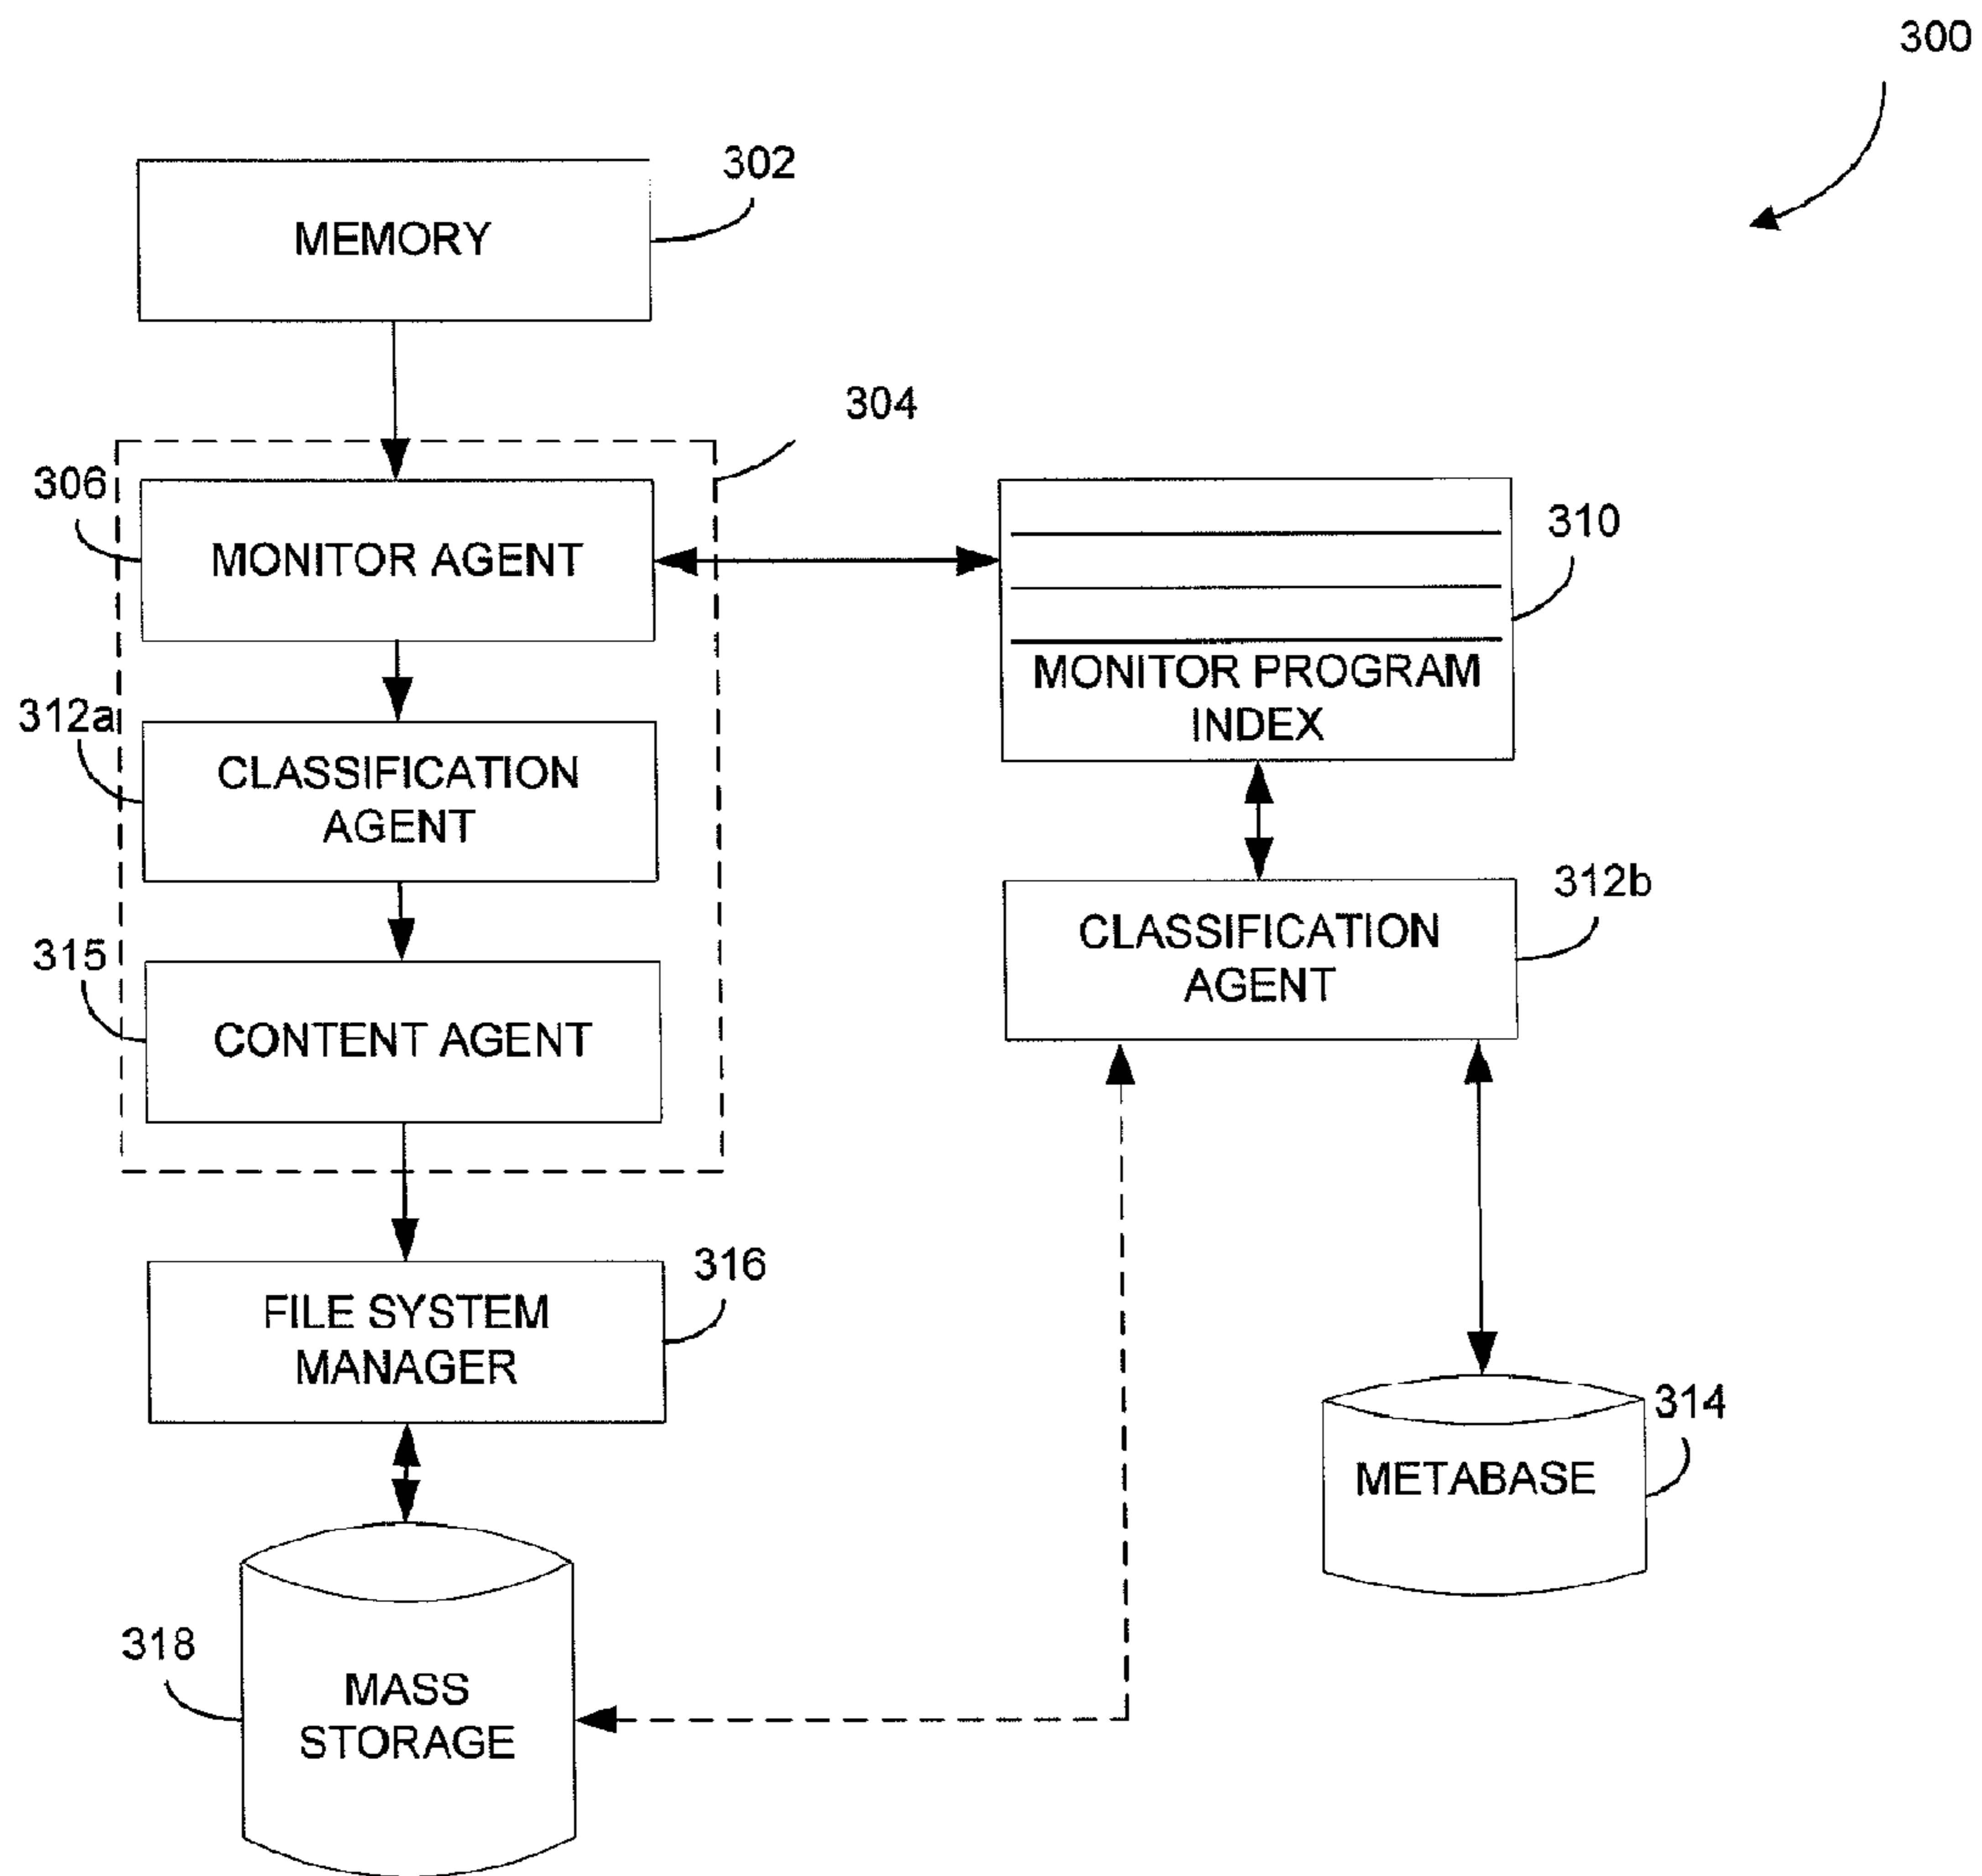 300
302
MEMORY
304
306
MONITOR AGENT
310
MONITOR PROGRAM
INDEX
312a
CLASSIFICATION
AGENT
312b
CLASSIFICATION
AGENT
315
CONTENT AGENT
316
FILE SYSTEM
MANAGER
314
METABASE
318
MASS
STORAGE